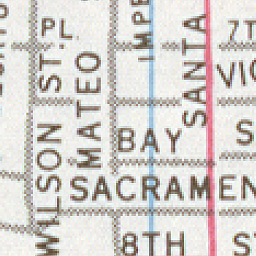 PL.
7T
IMPE
SANTA
VIC
MATEO
WILSON ST.
BAY S
SACRAMEN
8TH ST